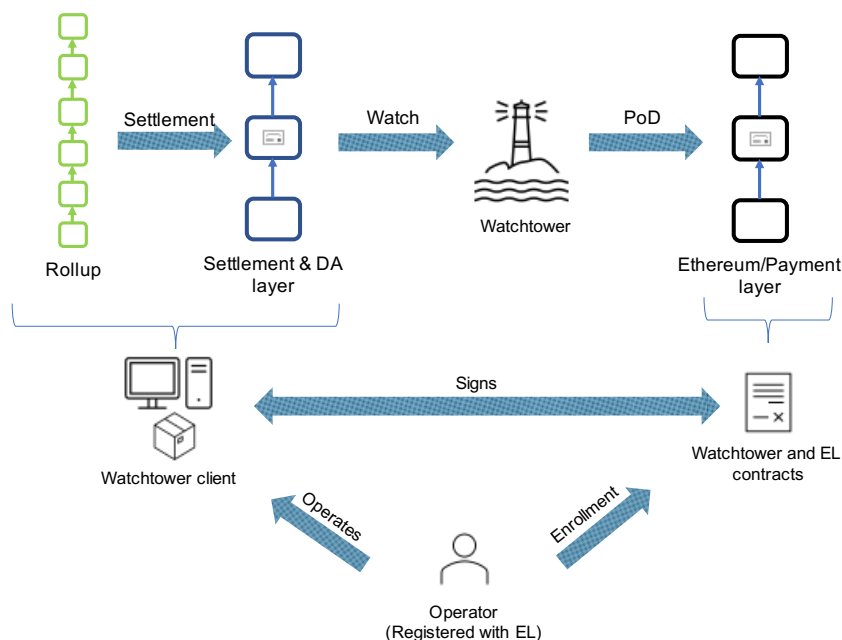 Settlement
Watch
PoD
Watchtower
Rollup
Settlement & DA
layer
Ethereum/Payment
layer
Signs
Watchtower client
Watchtower and EL
contracts
Operates
Enrollment
Operator
(Registered with EL)